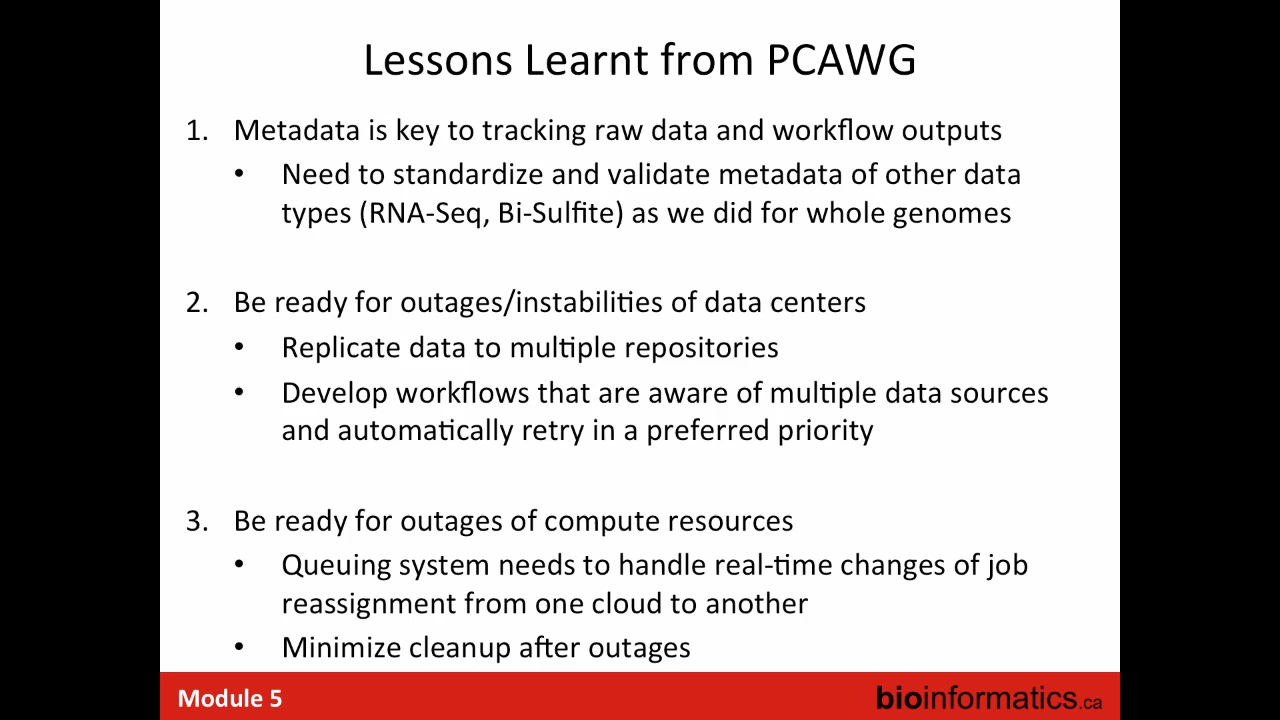 Lessons Learnt from PCAWG
1. Metadata is key to tracking raw data and workflow outputs
• Need to standardize and validate metadata of other data
types (RNA-Seq, Bi-Sulfite) as we did for whole genomes
2. Be ready for outages/instabilities of data centers
• Replicate data to multiple repositories
• Develop workflows that are aware of multiple data sources
and automatically retry in a preferred priority
3. Be ready for outages of compute resources
• Queuing system needs to handle real-time changes of job
reassignment from one cloud to another
• Minimize cleanup after outages
Module 5
bioinformatics.ca